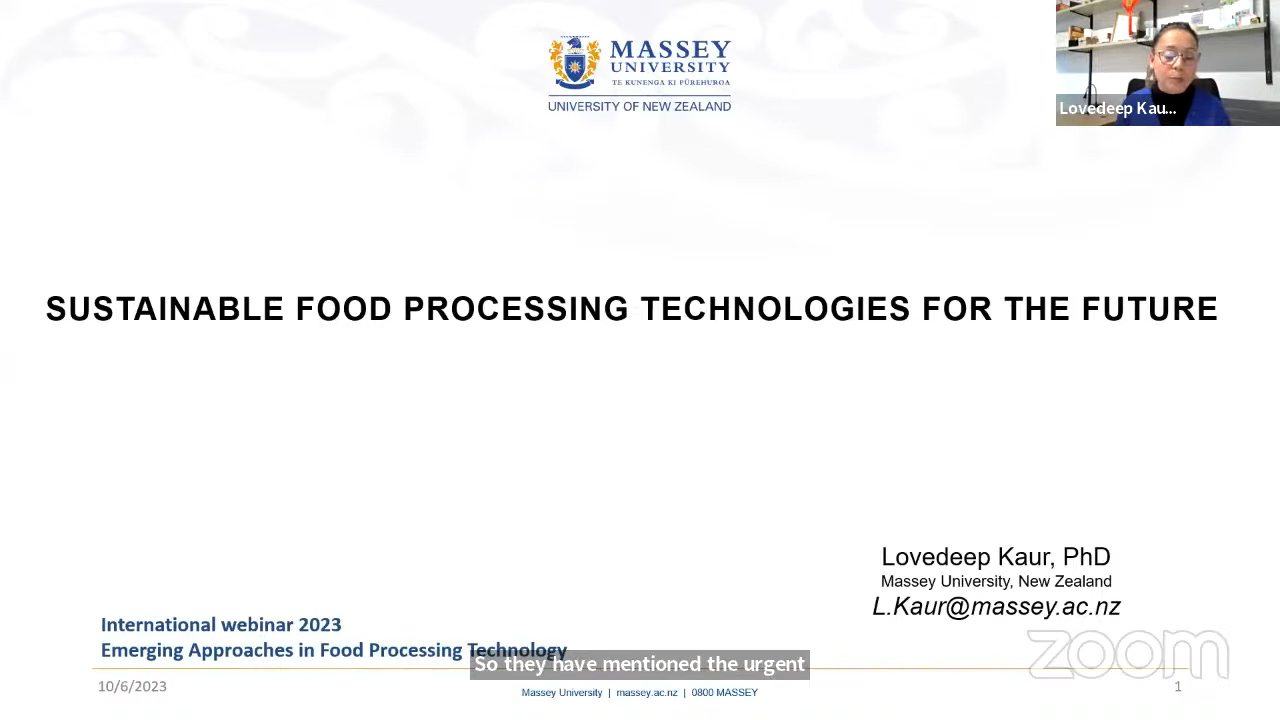 MASSEY
UNIVERSITY
TE KUNENGA KI PŪREHUROA
UNIVERSITY OF NEW ZEALAND
Lovedeep Kau...
SUSTAINABLE FOOD PROCESSING TECHNOLOGIES FOR THE FUTURE
Lovedeep Kaur, PhD
Massey University, New Zealand
L.Kaur@massey.ac.nz
International webinar 2023
Emerging Approaches in Food Processing Technology
zoom
So they have mentioned the urgent
10/6/2023
Massey University | massey.ac.nz | 0800 MASSEY
1